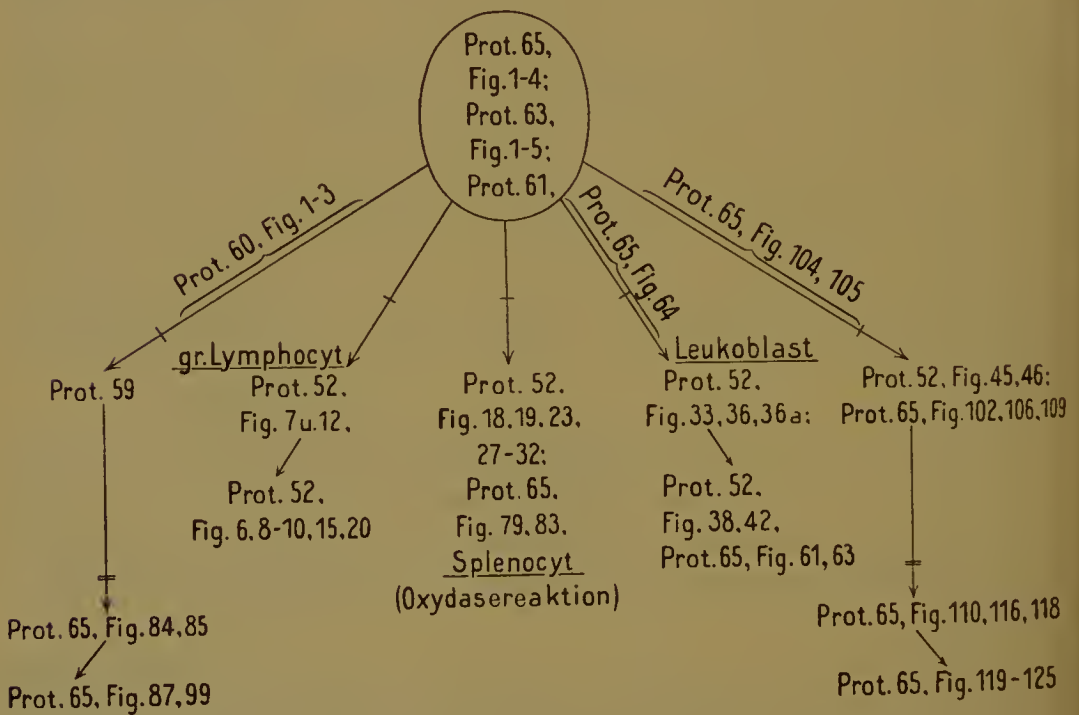 Prot. 65,
Fig. 1-4;
Prot. 63,
Fig. 1-5;
Prot. 61,
Prot. 60, Fig. 1-3
Prot. 65, Fig. 64
Prot. 65, Fig. 104, 105
Prot. 59
gr. Lymphocyt
Prot. 52,
Fig. 7 u. 12,
Prot. 52,
Fig. 6, 8-10, 15, 20
Prot. 52,
Fig. 18, 19, 23,
27-32;
Prot. 65,
Fig. 79, 83,
Splenocyt
(Oxydasereaktion)
Leukoblast
Prot. 52,
Fig. 33, 36, 36a;
Prot. 52,
Fig. 38, 42,
Prot. 65, Fig. 61, 63
Prot. 52, Fig. 45, 46;
Prot. 65, Fig. 102, 106, 109
Prot. 65, Fig. 84, 85
Prot. 65, Fig. 87, 99
Prot. 65, Fig. 110, 116, 118
Prot. 65, Fig. 119-125